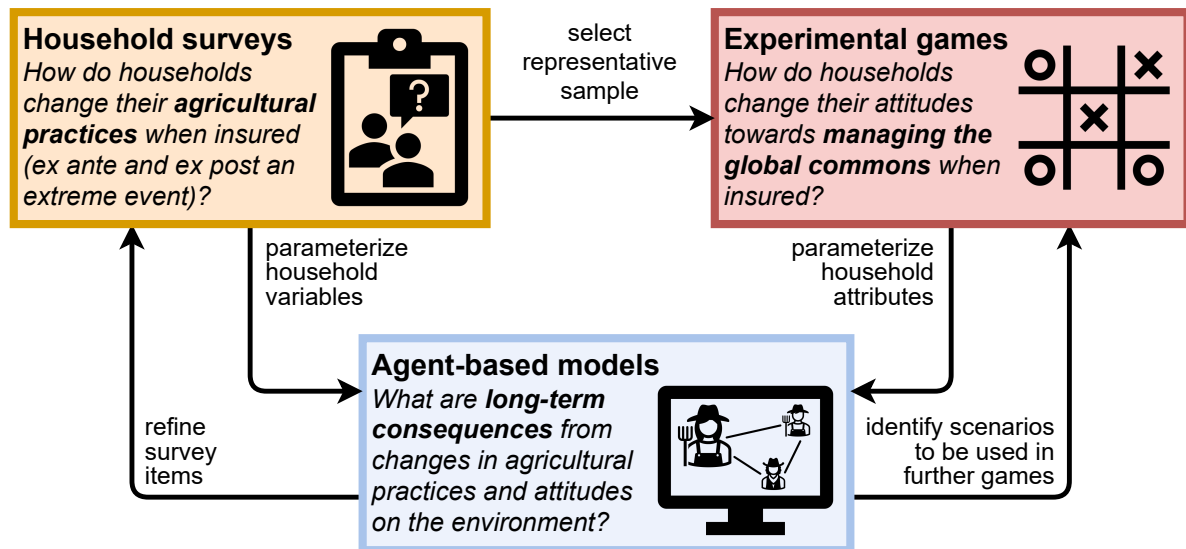 Household surveys
How do households
change their agricultural
practices when insured
(ex ante and ex post an
extreme event)?
?
select
representative
sample
Experimental games
How do households
change their attitudes
towards managing the
global commons when
insured?
parameterize
household
variables
parameterize
household
attributes
Agent-based models
What are long-term
consequences from
changes in agricultural
practices and attitudes
on the environment?
refine
survey
items
identify scenarios
to be used in
further games